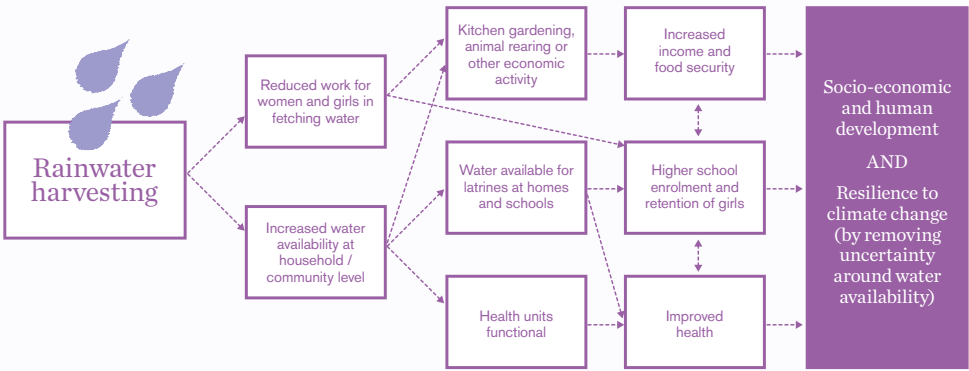 Rainwater
harvesting
Reduced work for
women and girls in
fetching water
Increased water
availability at
household /
community level
Kitchen gardening,
animal rearing or
other economic
activity
Water available for
latrines at homes
and schools
Health units
functional
Increased
income and
food security
Higher school
enrolment and
retention of girls
Improved
health
Socio-economic
and human
development
AND
Resilience to
climate change
(by removing
uncertainty
around water
availability)